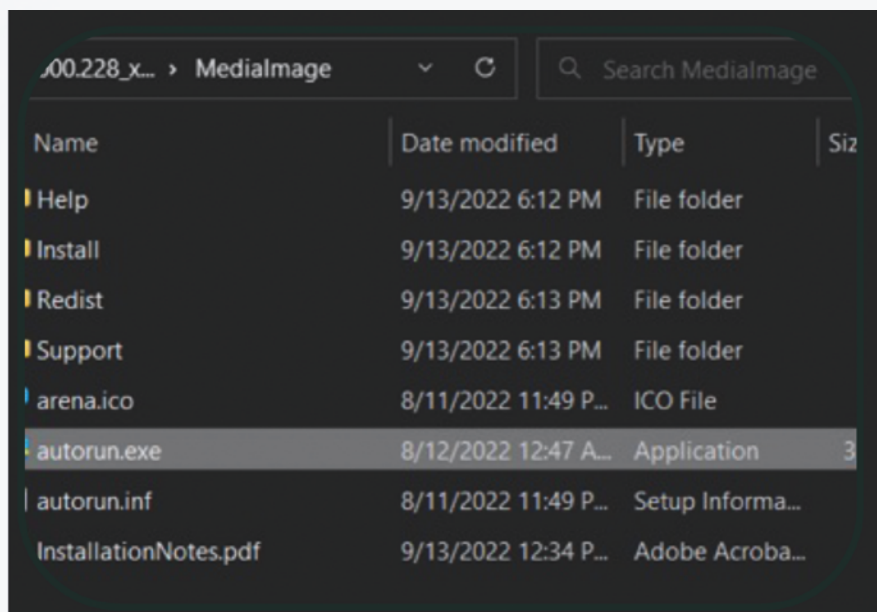 000.228_x... › MediaImage Search MediaImage
Name Date modified Type Siz
Help 9/13/2022 6:12 PM File folder
Install 9/13/2022 6:12 PM File folder
Redist 9/13/2022 6:13 PM File folder
Support 9/13/2022 6:13 PM File folder
arena.ico 8/11/2022 11:49 P... ICO File
autorun.exe 8/12/2022 12:47 A... Application 3
autorun.inf 8/11/2022 11:49 P... Setup Informa...
InstallationNotes.pdf 9/13/2022 12:34 P... Adobe Acroba...